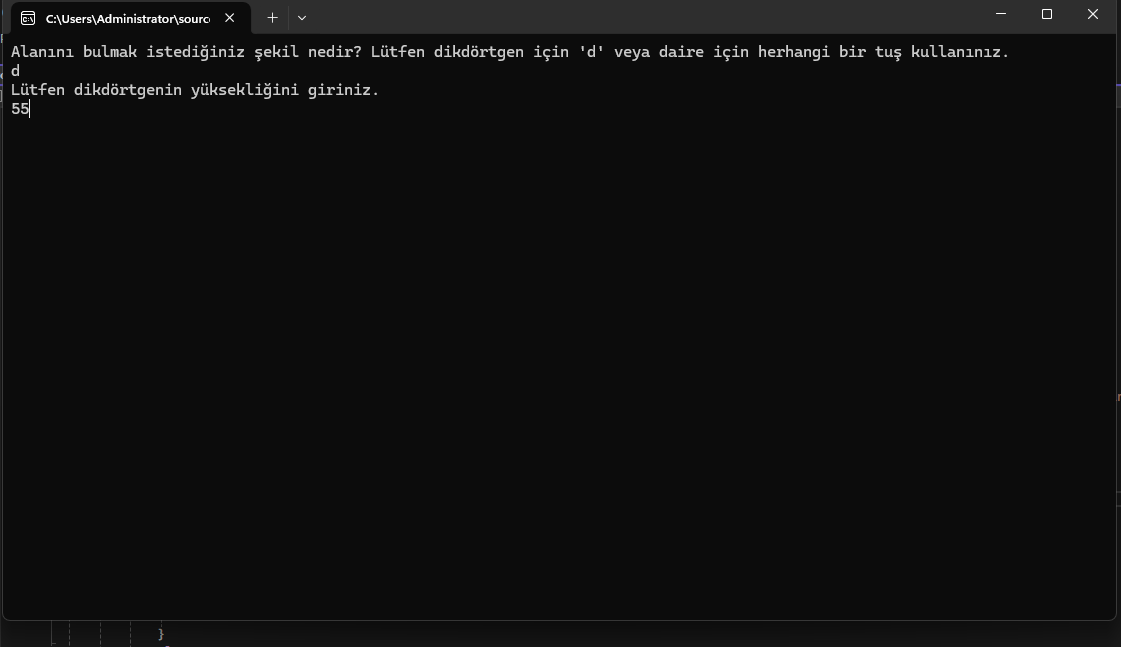 C:\Users\Administrator\sourc
Alanını bulmak istediğiniz şekil nedir? Lütfen dikdörtgen için 'd' veya daire için herhangi bir tuş kullanınız.
d
Lütfen dikdörtgenin yüksekliğini giriniz.
55
}